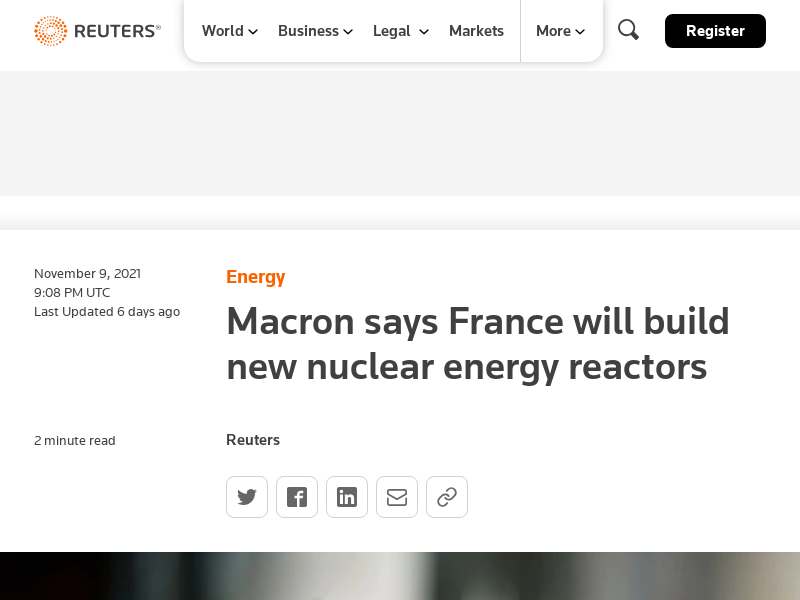 REUTERS®
World
Business
Legal
Markets
More
Register
November 9, 2021
9:08 PM UTC
Last Updated 6 days ago
Energy
Macron says France will build
new nuclear energy reactors
2 minute read
Reuters